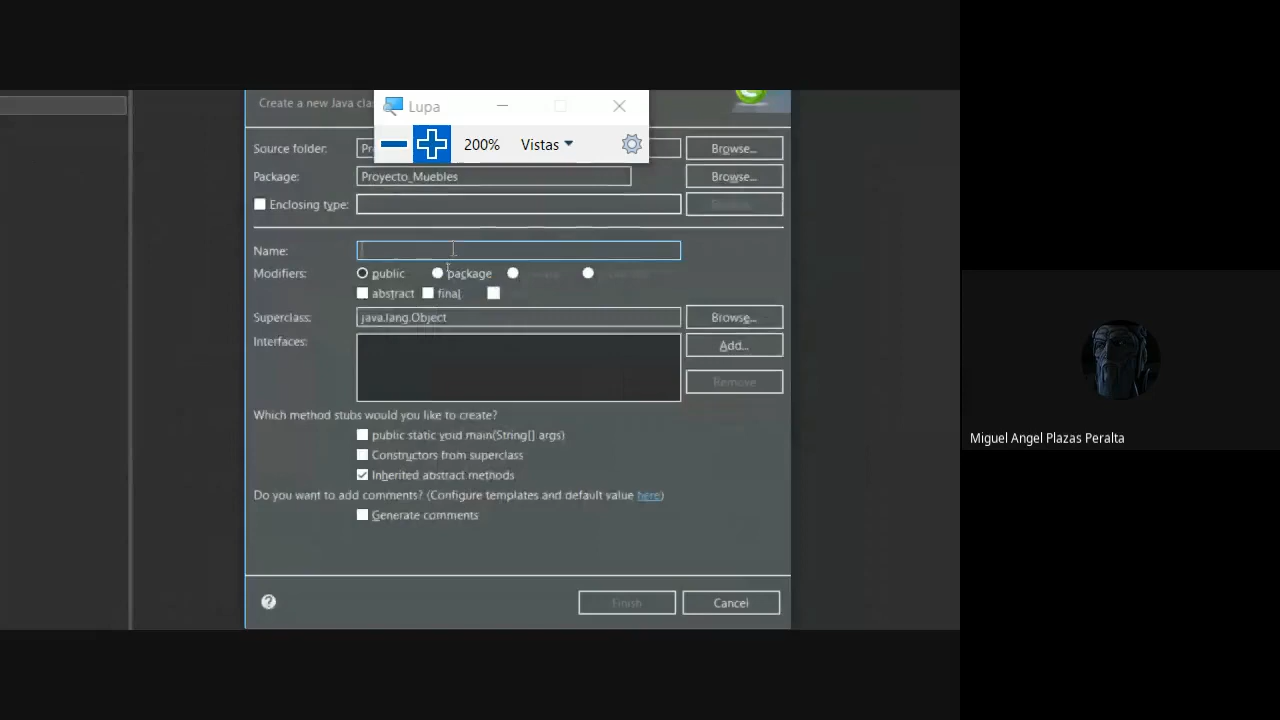 Create a new Java cla
Lupa
200%
Vistas
Source folder:
Pr
Browse...
Package:
Proyecto_Muebles
Browse...
Enclosing type:
Name:
Modifiers:
public
package
abstract
final
Superclass:
java.lang.Object
Browse...
Interfaces:
Add...
Remove
Which method stubs would you like to create?
public static void main(String[] args)
Constructors from superclass
Inherited abstract methods
Do you want to add comments? (Configure templates and default value here)
Generate comments
?
Finish
Cancel
Miguel Angel Plazas Peralta